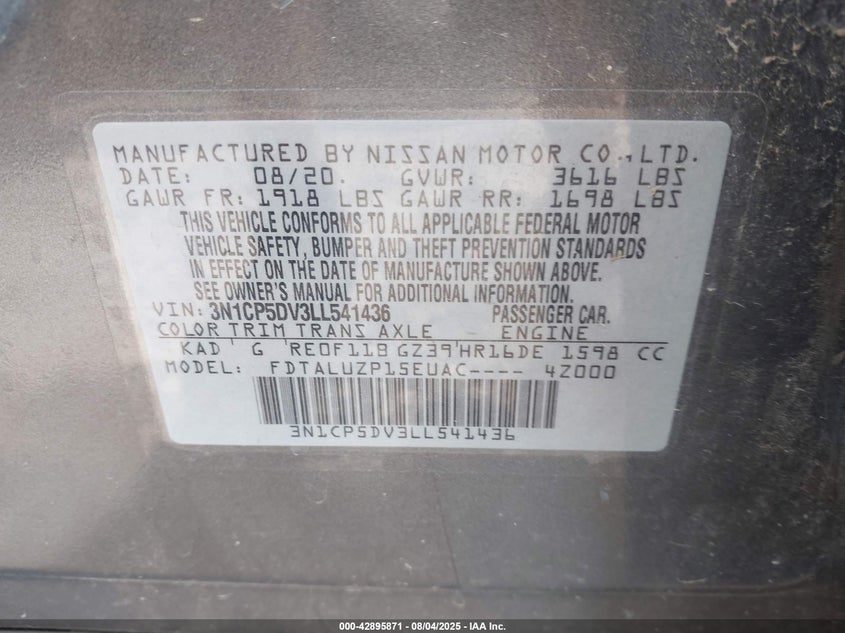 MANUFACTURED BY NISSAN MOTOR CO., LTD.
DATE: 08/20. GVWR: 3616 LBS
GAWR FR: 1918 LBS GAWR RR: 1698 LBS
THIS VEHICLE CONFORMS TO ALL APPLICABLE FEDERAL MOTOR
VEHICLE SAFETY, BUMPER AND THEFT PREVENTION STANDARDS
IN EFFECT ON THE DATE OF MANUFACTURE SHOWN ABOVE.
SEE OWNER'S MANUAL FOR ADDITIONAL INFORMATION.
VIN: 3N1CP5DV3LL541436 PASSENGER CAR.
COLOR TRIM TRANS AXLE ENGINE
KAD G RE0F11B GZ39 HR16DE 1598 CC
MODEL: FDTALUZP15EUAC---- 4Z000
3N1CP5DV3LL541436
000-42895871 | 08/04/2025 - IAA Inc.